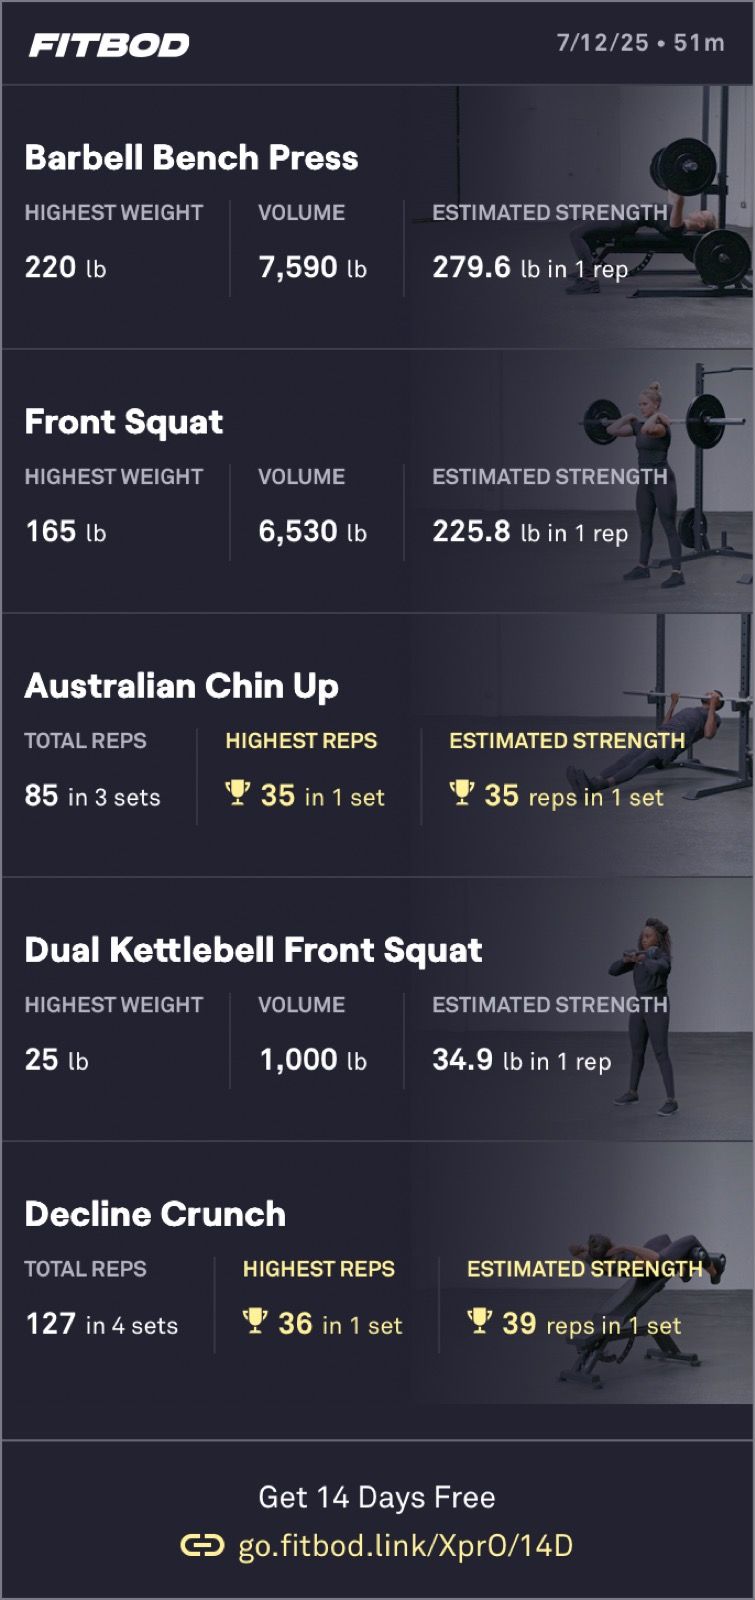 FITBOD
7/12/25 • 51m
Barbell Bench Press
HIGHEST WEIGHT VOLUME ESTIMATED STRENGTH
220 lb 7,590 lb 279.6 lb in 1 rep
Front Squat
HIGHEST WEIGHT VOLUME ESTIMATED STRENGTH
165 lb 6,530 lb 225.8 lb in 1 rep
Australian Chin Up
TOTAL REPS HIGHEST REPS ESTIMATED STRENGTH
85 in 3 sets 35 in 1 set 35 reps in 1 set
Dual Kettlebell Front Squat
HIGHEST WEIGHT VOLUME ESTIMATED STRENGTH
25 lb 1,000 lb 34.9 lb in 1 rep
Decline Crunch
TOTAL REPS HIGHEST REPS ESTIMATED STRENGTH
127 in 4 sets 36 in 1 set 39 reps in 1 set
Get 14 Days Free
go.fitbod.link/XprO/14D